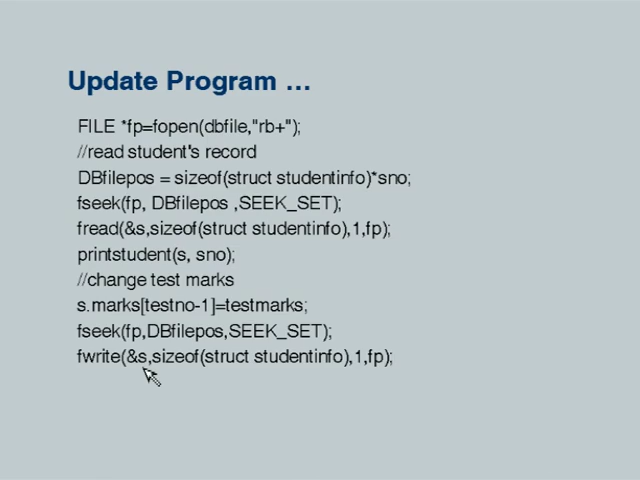 Update Program ...
FILE *fp=fopen(dbfile,"rb+");
//read student's record
DBfilepos = sizeof(struct studentinfo)*sno;
fseek(fp, DBfilepos ,SEEK_SET);
fread(&s,sizeof(struct studentinfo),1,fp);
printstudent(s, sno);
//change test marks
s.marks[testno-1]=testmarks;
fseek(fp,DBfilepos,SEEK_SET);
fwrite(&s,sizeof(struct studentinfo),1,fp);